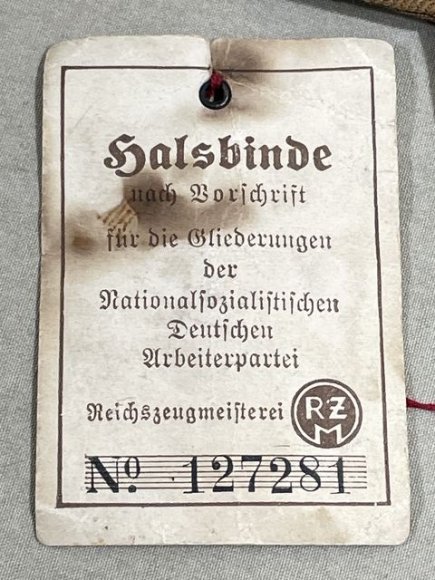 Halsbinde
nach Vorschrift
für die Gliederungen
der
Nationalsozialistischen
Deutschen
Arbeiterpartei
Reichszeugmeisterei RZM
No. 127281